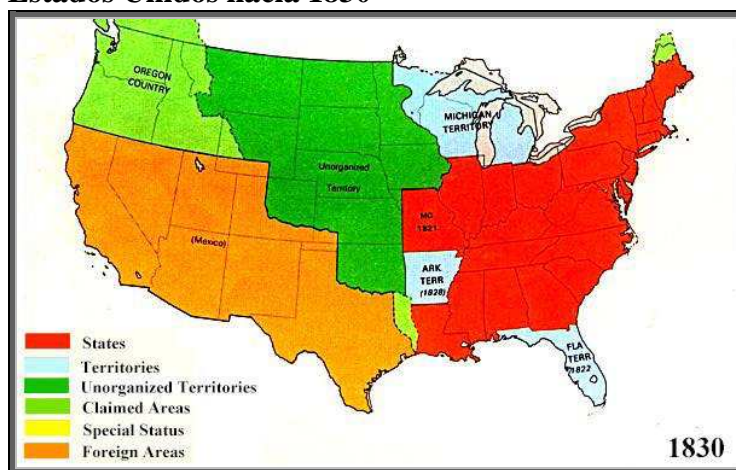 Estados Unidos hacia 1830
OREGON
COUNTRY
MICHIGAN
TERRITORY
Unorganized
Territory
(Mexico)
MO
1821
ARK
TERR
(1828)
FLA
TERR
1822
States
Territories
Unorganized Territories
Claimed Areas
Special Status
Foreign Areas
1830